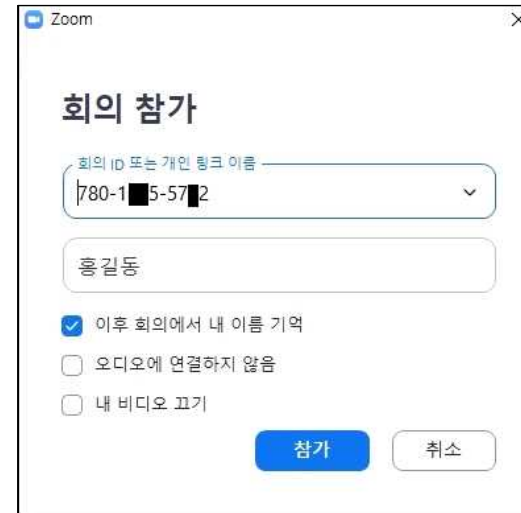 Zoom
회의 참가
회의 ID 또는 개인 링크 이름
780-1 5-57 2
홍길동
이후 회의에서 내 이름 기억
오디오에 연결하지 않음
내 비디오 끄기
참가 취소